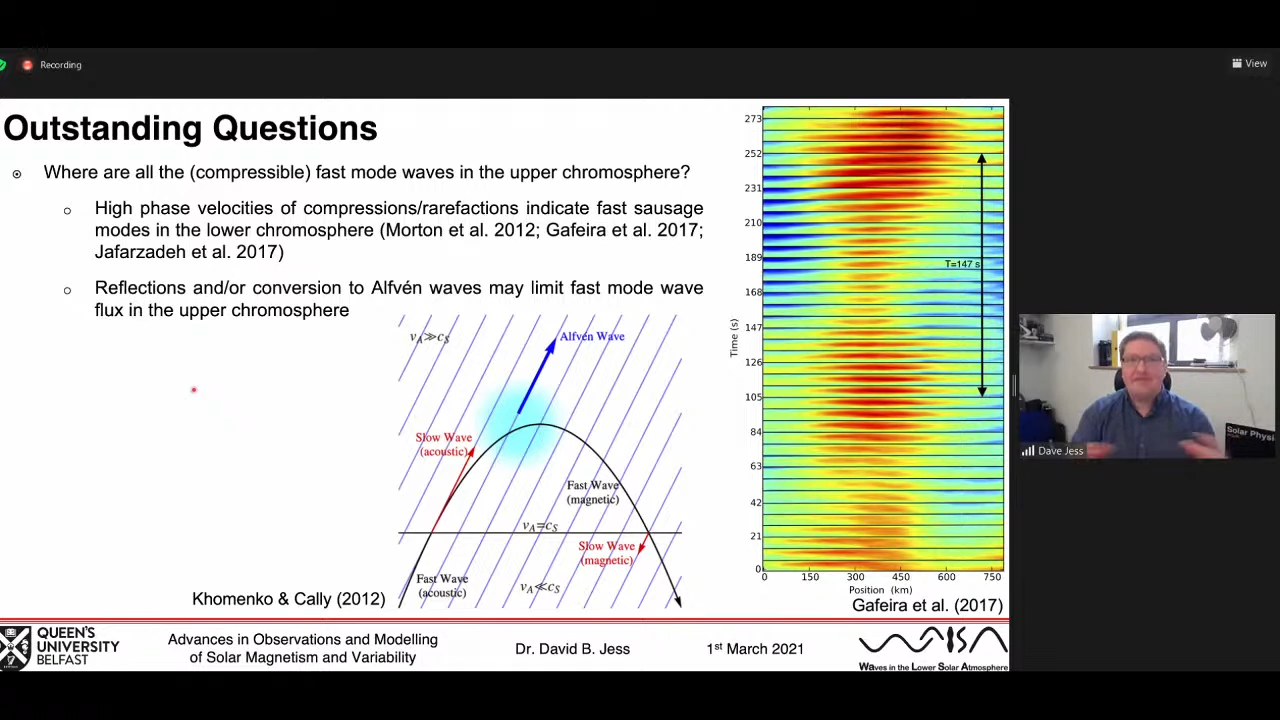 Recording
View
Outstanding Questions
Where are all the (compressible) fast mode waves in the upper chromosphere?
High phase velocities of compressions/rarefactions indicate fast sausage
modes in the lower chromosphere (Morton et al. 2012; Gafeira et al. 2017;
Jafarzadeh et al. 2017)
Reflections and/or conversion to Alfvén waves may limit fast mode wave
flux in the upper chromosphere
vA≫cS
Alfvén Wave
Slow Wave
(acoustic)
Fast Wave
(magnetic)
vA=cS
Slow Wave
(magnetic)
Fast Wave
(acoustic)
vA≪cS
Khomenko & Cally (2012)
273
252
231
210
189
168
147
126
105
84
63
42
21
0
Time (s)
T=147 s
0 150 300 450 600 750
Position (km)
Gafeira et al. (2017)
Dave Jess
Solar Physi
QUEEN'S
UNIVERSITY
BELFAST
Advances in Observations and Modelling
of Solar Magnetism and Variability
Dr. David B. Jess
1st March 2021
WaLSA
Waves in the Lower Solar Atmosphere